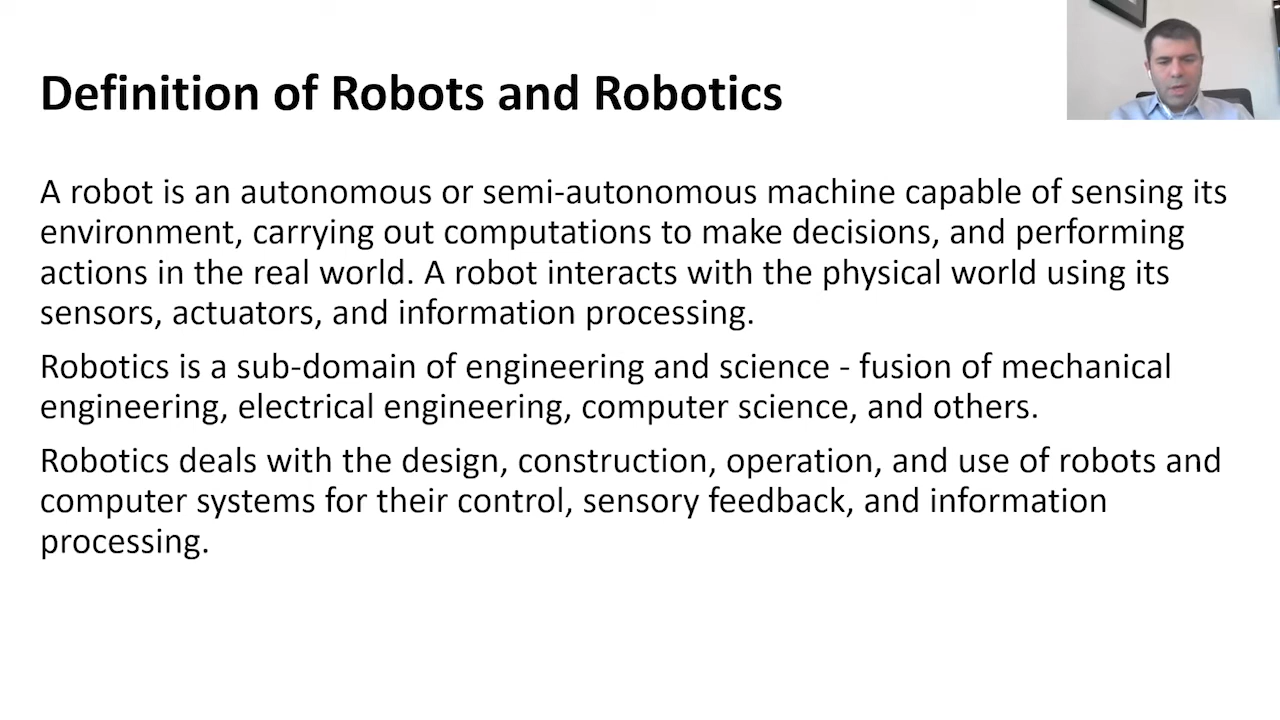 Definition of Robots and Robotics
A robot is an autonomous or semi-autonomous machine capable of sensing its
environment, carrying out computations to make decisions, and performing
actions in the real world. A robot interacts with the physical world using its
sensors, actuators, and information processing.
Robotics is a sub-domain of engineering and science - fusion of mechanical
engineering, electrical engineering, computer science, and others.
Robotics deals with the design, construction, operation, and use of robots and
computer systems for their control, sensory feedback, and information
processing.